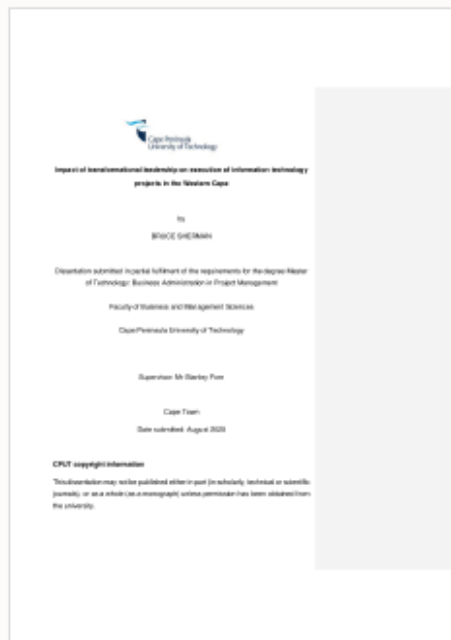 Cape Peninsula
University of Technology
Impact of transformational leadership on execution of information technology
projects in the Western Cape
by
BRUCE SHERMAN
Dissertation submitted in partial fulfilment of the requirements for the degree Master
of Technology: Business Administration in Project Management
Faculty of Business and Management Sciences
Cape Peninsula University of Technology
Supervisor: Mr Stanley Fore
Cape Town
Date submitted: August 2020
CPUT copyright information
This dissertation may not be published either in part (in scholarly, technical or scientific
journals), or as a whole (as a monograph) unless permission has been obtained from
the university.